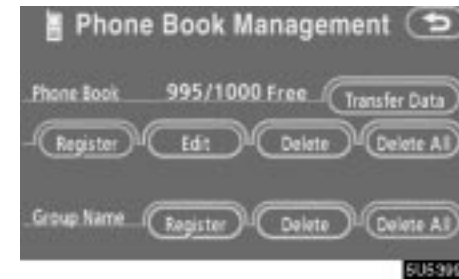 Phone Book Management
Phone Book 995/1000 Free Transfer Data
Register Edit Delete Delete All
Group Name Register Delete Delete All